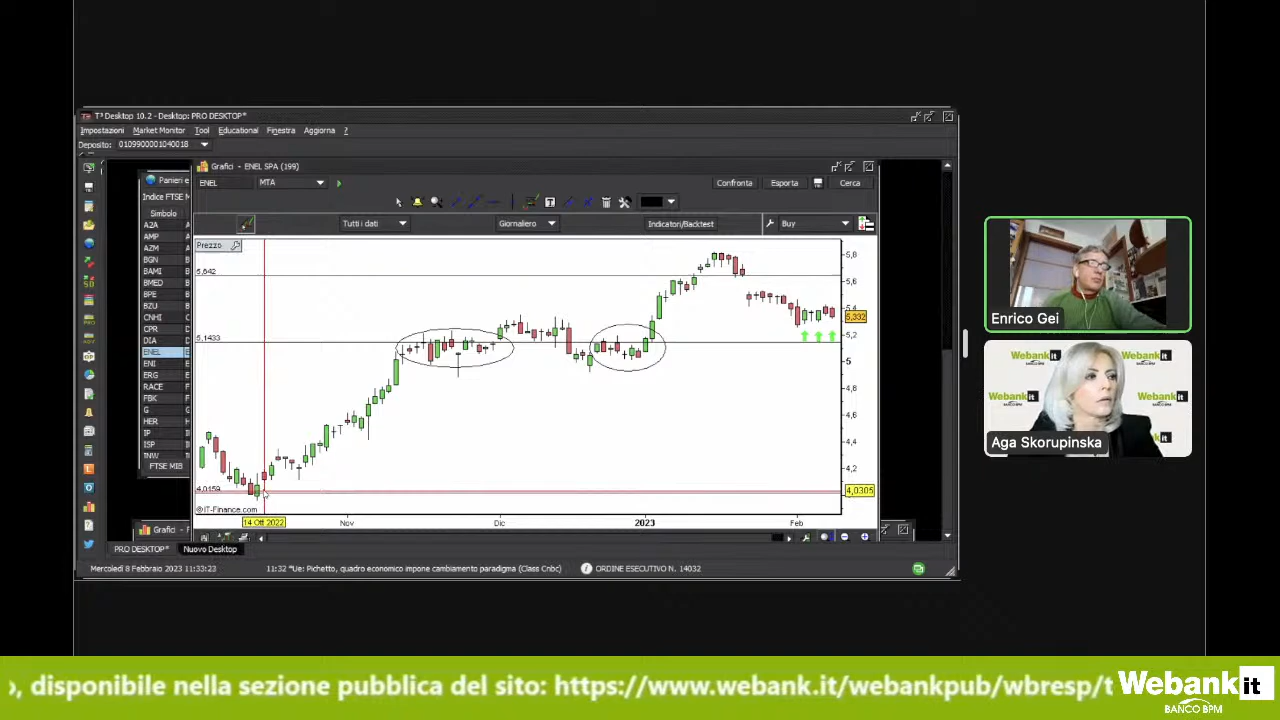 T³ Desktop 10.2 - Desktop: PRO DESKTOP*
Impostazioni Market Monitor Tool Educational Finestra Aggiorna ?
Deposito: 0109900001040018
Grafici - ENEL SPA (199)
ENEL MTA Confronta Esporta Cerca
Tutti i dati Giornaliero Indicatori/Backtest Buy
Panieri e
Indice FTSE M
Simbolo
A2A
AMP
AZM
BGN
BAMI
BMED
BPE
BZU
CNHI
CPR
DIA
ENEL
ENI
ERG
RACE
FBK
G
HER
IP
ISP
INW
FTSE MIB
Prezzo
5,642
5,1433
4,0159
5,8
5,6
5,4
5,332
5,2
5
4,8
4,6
4,4
4,2
4,0305
© IT-Finance.com
14 Ott 2022 Nov Dic 2023 Feb
Grafici -
PRO DESKTOP* Nuovo Desktop
Mercoledì 8 Febbraio 2023 11:33:23 11:32 *Ue: Pichetto, quadro economico impone cambiamento paradigma (Class Cnbc) ORDINE ESECUTIVO N. 14032
Enrico Gei
Webank
it
BANCO BPM
Webankit
Webankit
Aga Skorupinska
o, disponibile nella sezione pubblica del sito: https://www.webank.it/webankpub/wbresp/t
Webank it
BANCO BPM